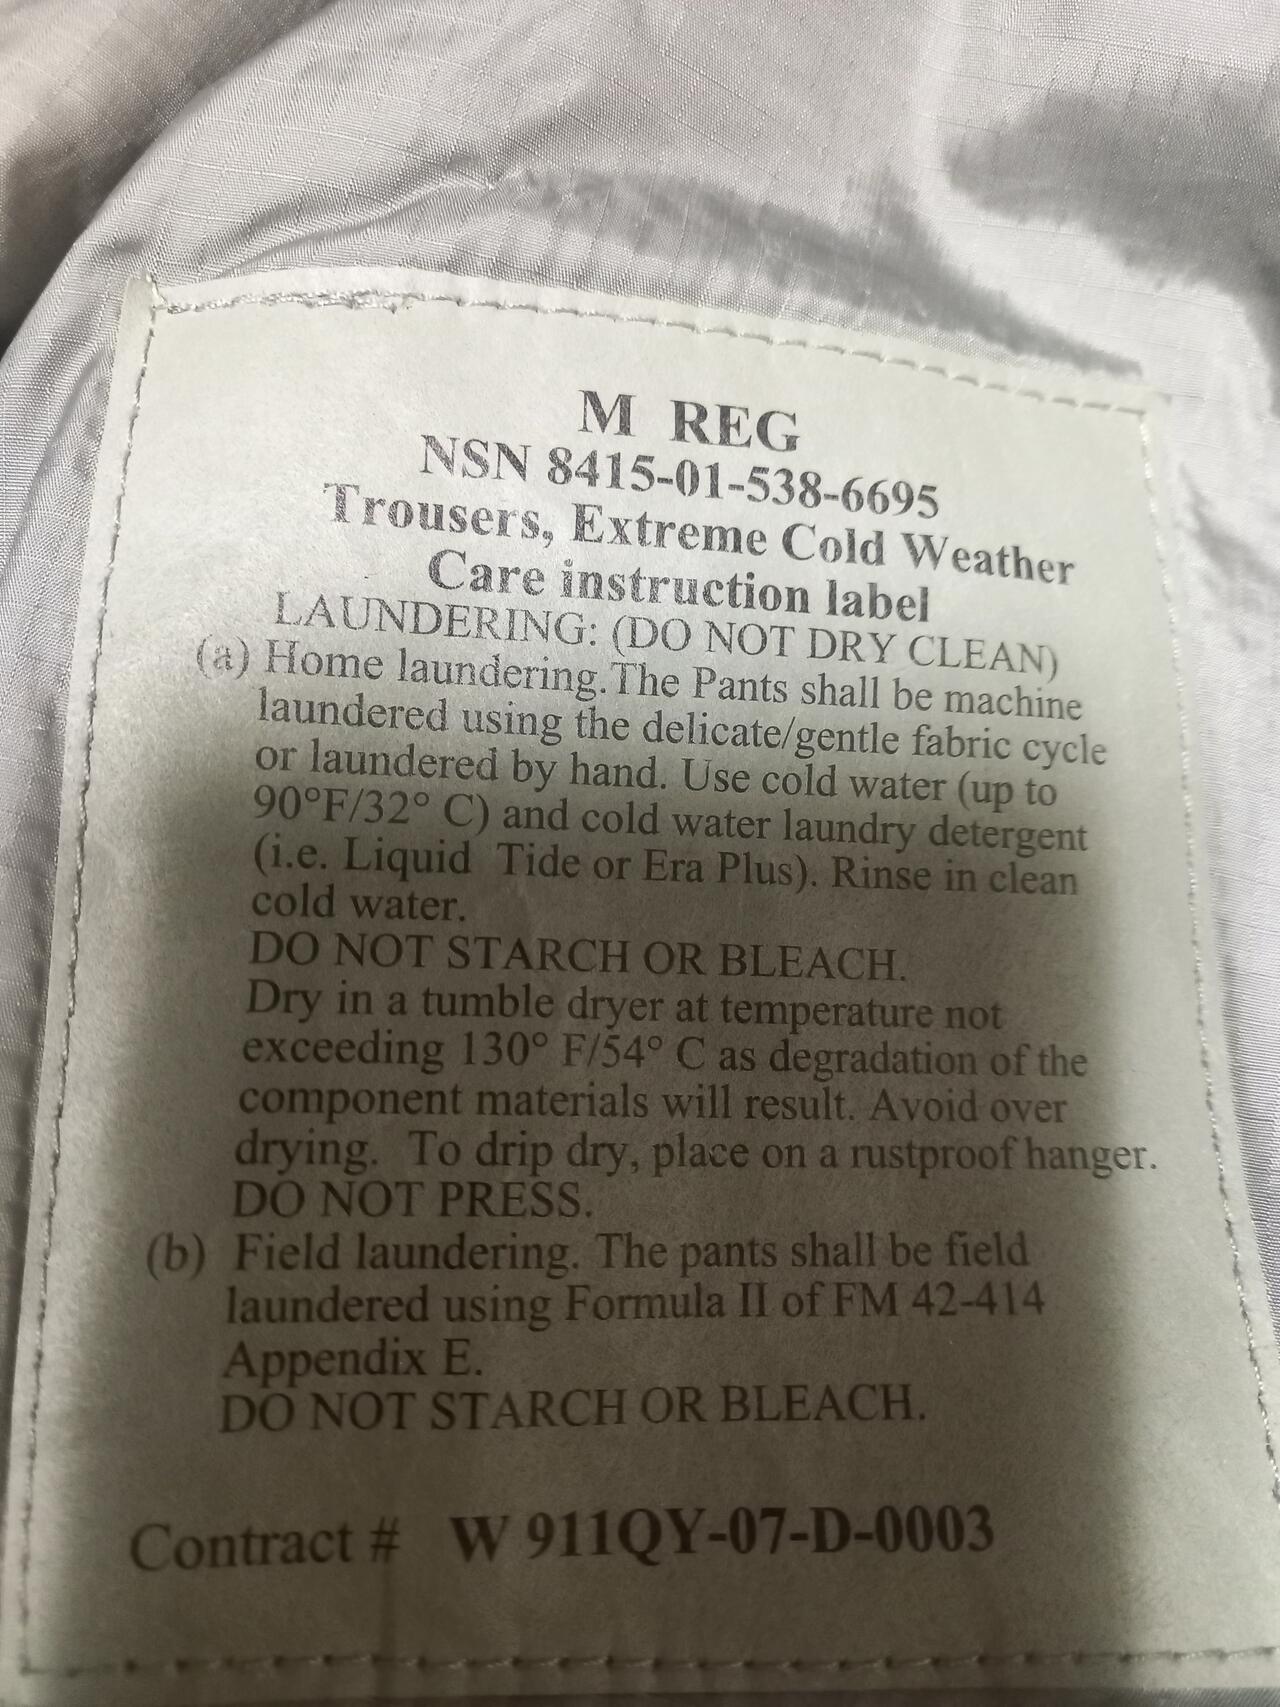 M REG
NSN 8415-01-538-6695
Trousers, Extreme Cold Weather
Care instruction label
LAUNDERING: (DO NOT DRY CLEAN)
(a) Home laundering.The Pants shall be machine
laundered using the delicate/gentle fabric cycle
or laundered by hand. Use cold water (up to
90°F/32° C) and cold water laundry detergent
(i.e. Liquid Tide or Era Plus). Rinse in clean
cold water.
DO NOT STARCH OR BLEACH.
Dry in a tumble dryer at temperature not
exceeding 130° F/54° C as degradation of the
component materials will result. Avoid over
drying. To drip dry, place on a rustproof hanger.
DO NOT PRESS.
(b) Field laundering. The pants shall be field
laundered using Formula II of FM 42-414
Appendix E.
DO NOT STARCH OR BLEACH.
Contract # W 911QY-07-D-0003